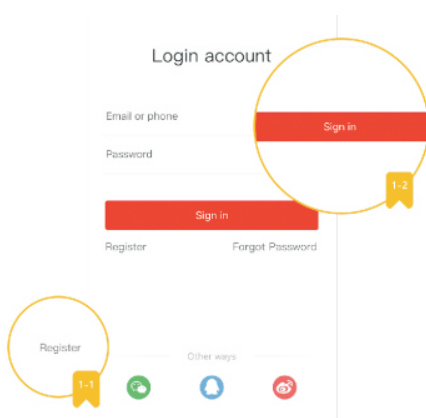 Login account
Email or phone
Sign in
Password
1-2
Sign in
Register Forgot Password
Register
Other ways
1-1